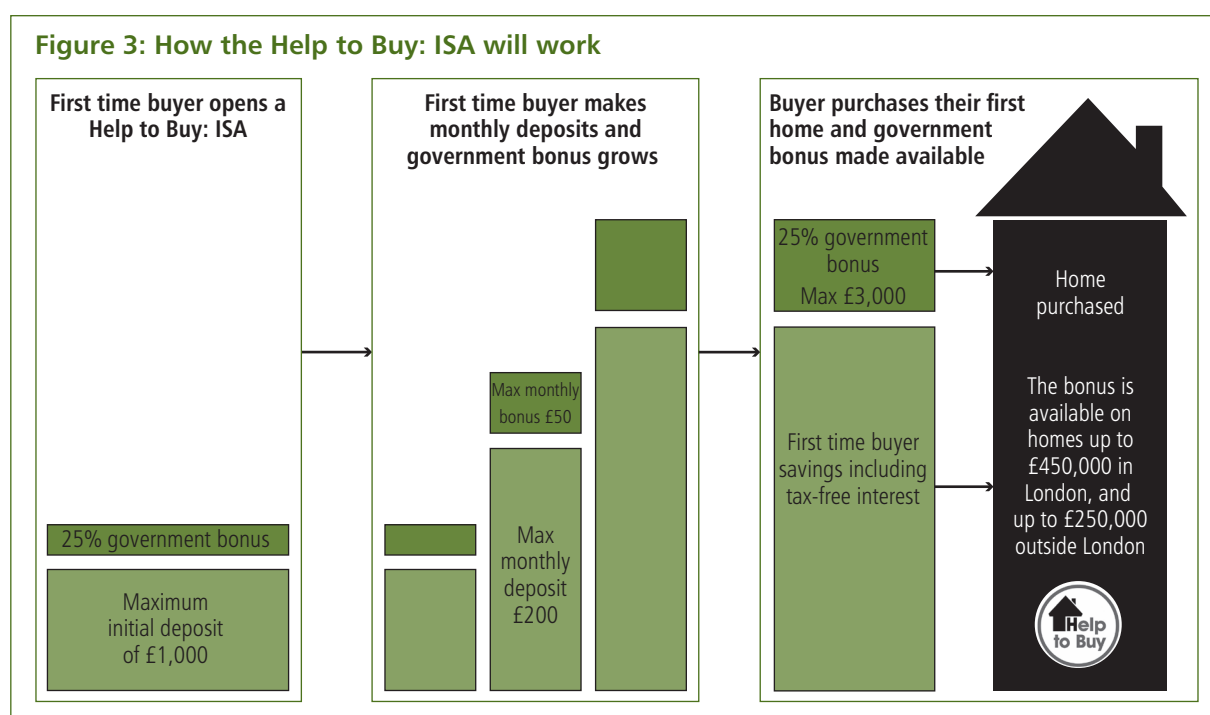 Figure 3: How the Help to Buy: ISA will work
First time buyer opens a
Help to Buy: ISA
25% government bonus
Maximum
initial deposit
of £1,000
First time buyer makes
monthly deposits and
government bonus grows
Max monthly
bonus £50
Max
monthly
deposit
£200
Buyer purchases their first
home and government
bonus made available
25% government
bonus
Max £3,000
First time buyer
savings including
tax-free interest
Home
purchased
The bonus is
available on
homes up to
£450,000 in
London, and
up to £250,000
outside London
Help
to Buy